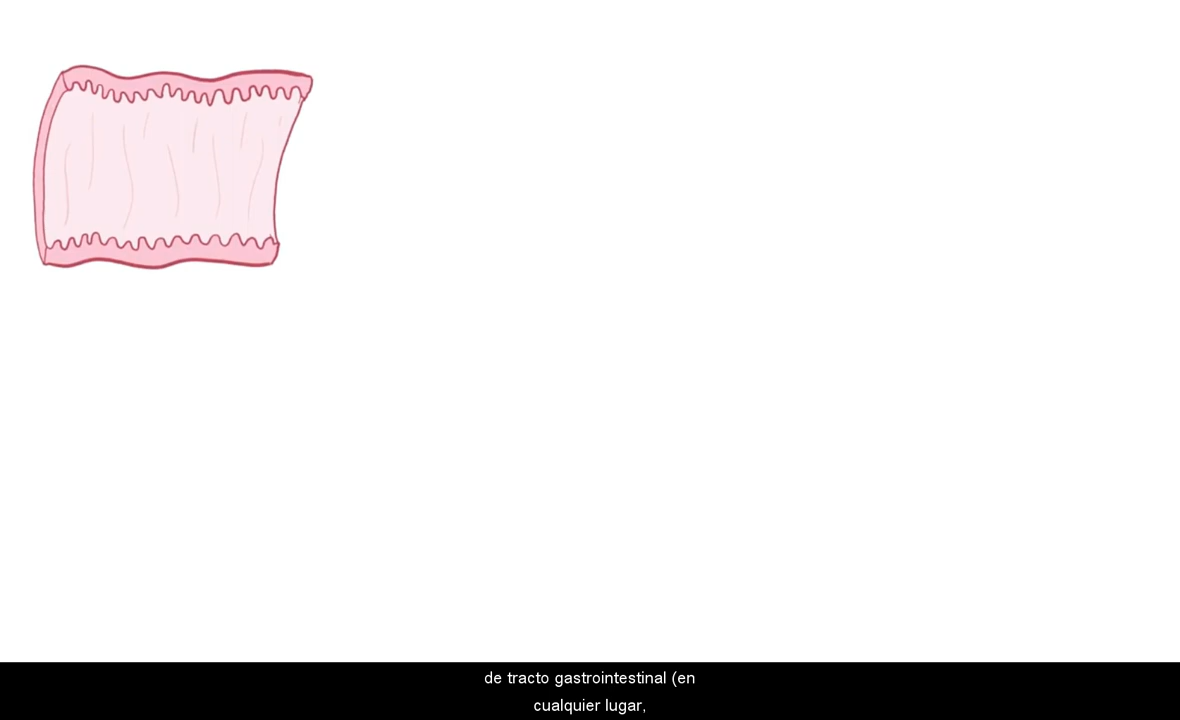 de tracto gastrointestinal (en
cualquier lugar,